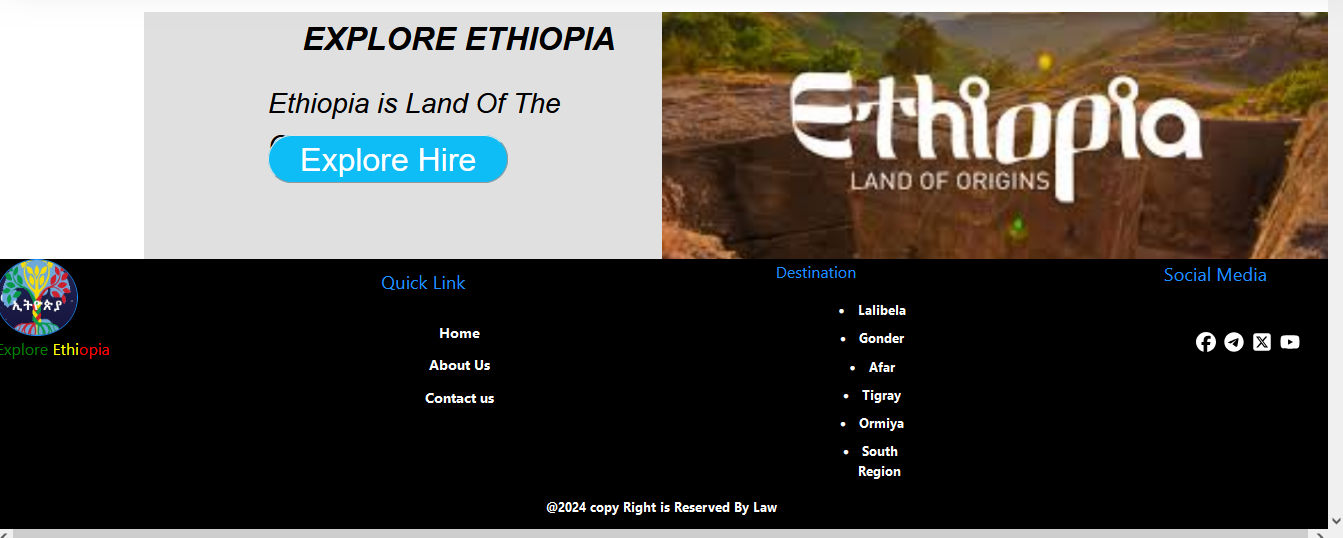 EXPLORE ETHIOPIA
Ethiopia is Land Of The
Explore Hire
Ethiopia
LAND OF ORIGINS
ኢትዮጵያ
Explore Ethiopia
Quick Link
Home
About Us
Contact us
Destination
• Lalibela
• Gonder
• Afar
• Tigray
• Ormiya
• South
Region
Social Media
@2024 copy Right is Reserved By Law